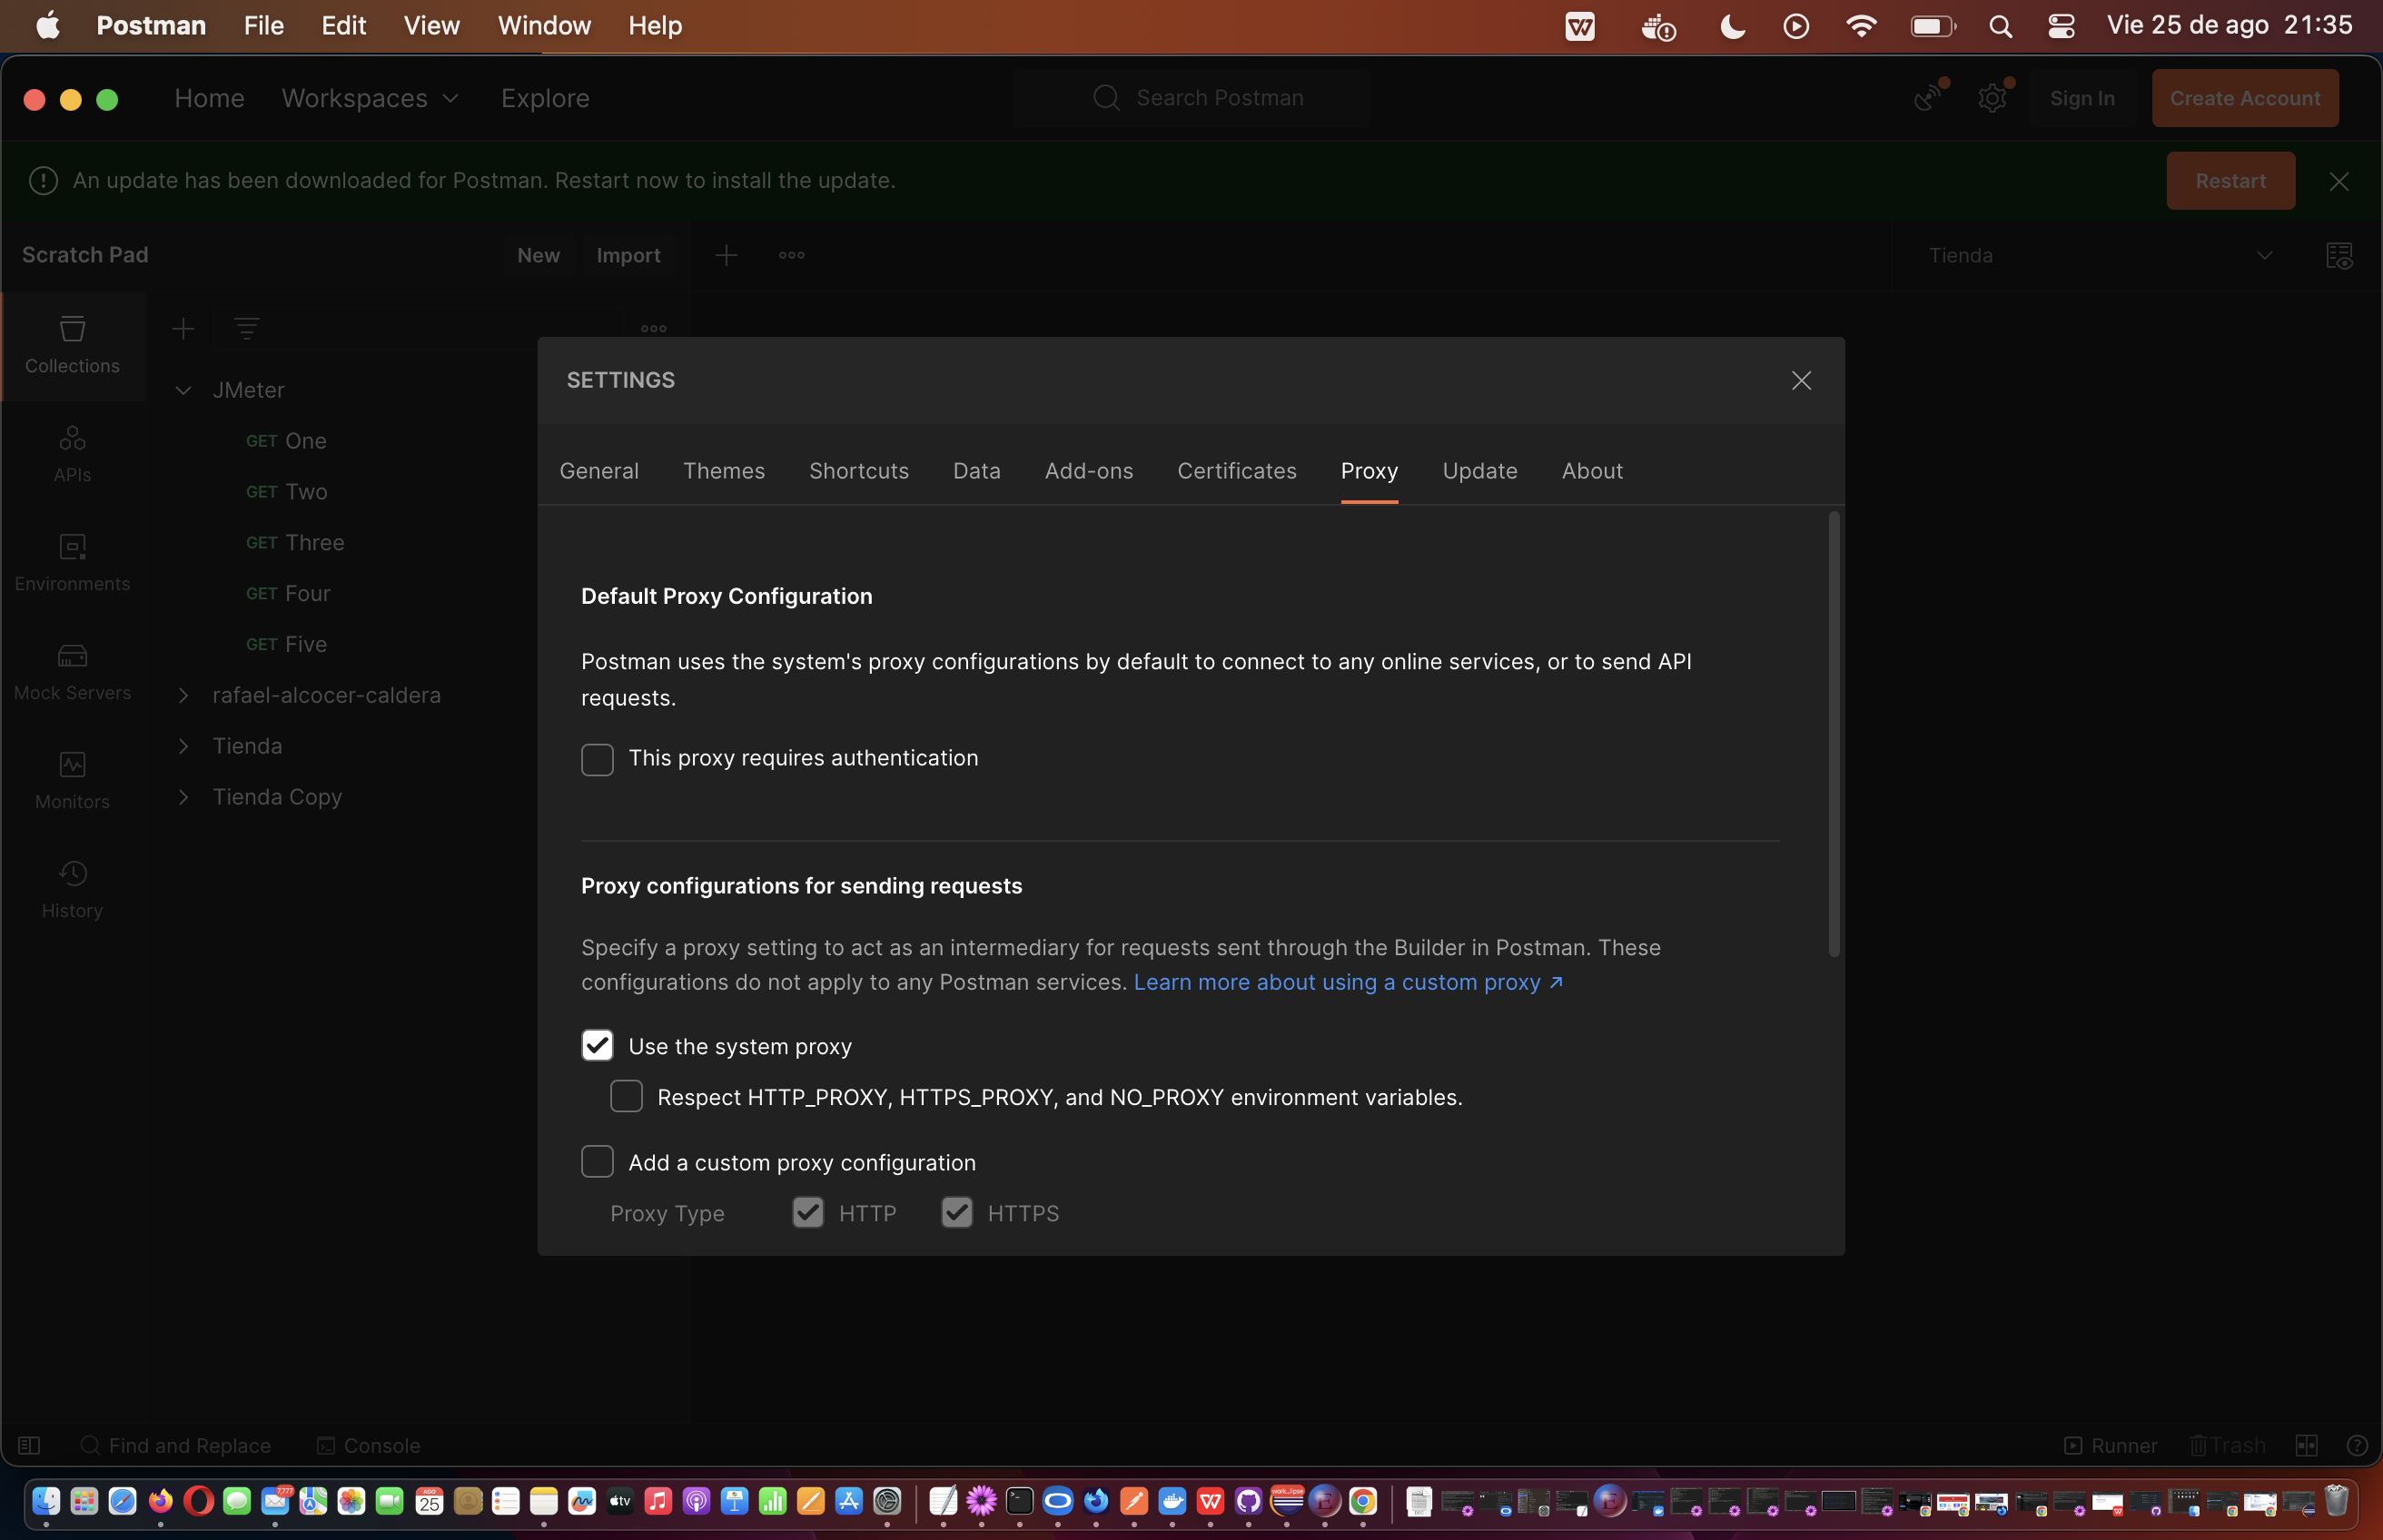 Postman File Edit View Window Help Vie 25 de ago 21:35
Home Workspaces Explore Search Postman Sign In Create Account
An update has been downloaded for Postman. Restart now to install the update. Restart
Scratch Pad New Import Tienda
Collections
APIs
Environments
Mock Servers
Monitors
History
JMeter
GET One
GET Two
GET Three
GET Four
GET Five
rafael-alcocer-caldera
Tienda
Tienda Copy
SETTINGS
General Themes Shortcuts Data Add-ons Certificates Proxy Update About
Default Proxy Configuration
Postman uses the system's proxy configurations by default to connect to any online services, or to send API
requests.
This proxy requires authentication
Proxy configurations for sending requests
Specify a proxy setting to act as an intermediary for requests sent through the Builder in Postman. These
configurations do not apply to any Postman services. Learn more about using a custom proxy ↗
Use the system proxy
Respect HTTP_PROXY, HTTPS_PROXY, and NO_PROXY environment variables.
Add a custom proxy configuration
Proxy Type HTTP HTTPS
Find and Replace Console Runner Trash
7,777
AGO
25
tv